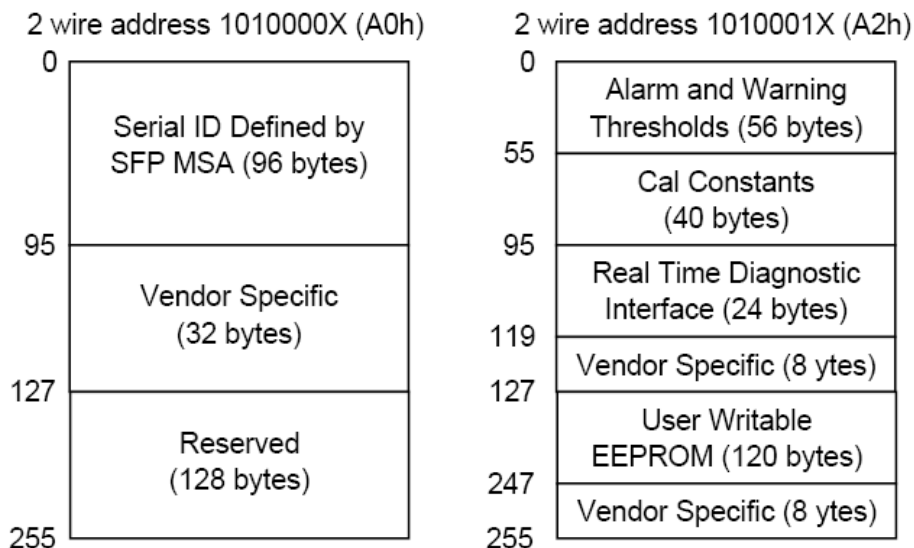 2 wire address 1010000X (A0h)
0
Serial ID Defined by
SFP MSA (96 bytes)
95
Vendor Specific
(32 bytes)
127
Reserved
(128 bytes)
255
2 wire address 1010001X (A2h)
0
Alarm and Warning
Thresholds (56 bytes)
55
Cal Constants
(40 bytes)
95
Real Time Diagnostic
Interface (24 bytes)
119
Vendor Specific (8 ytes)
127
User Writable
EEPROM (120 bytes)
247
Vendor Specific (8 ytes)
255